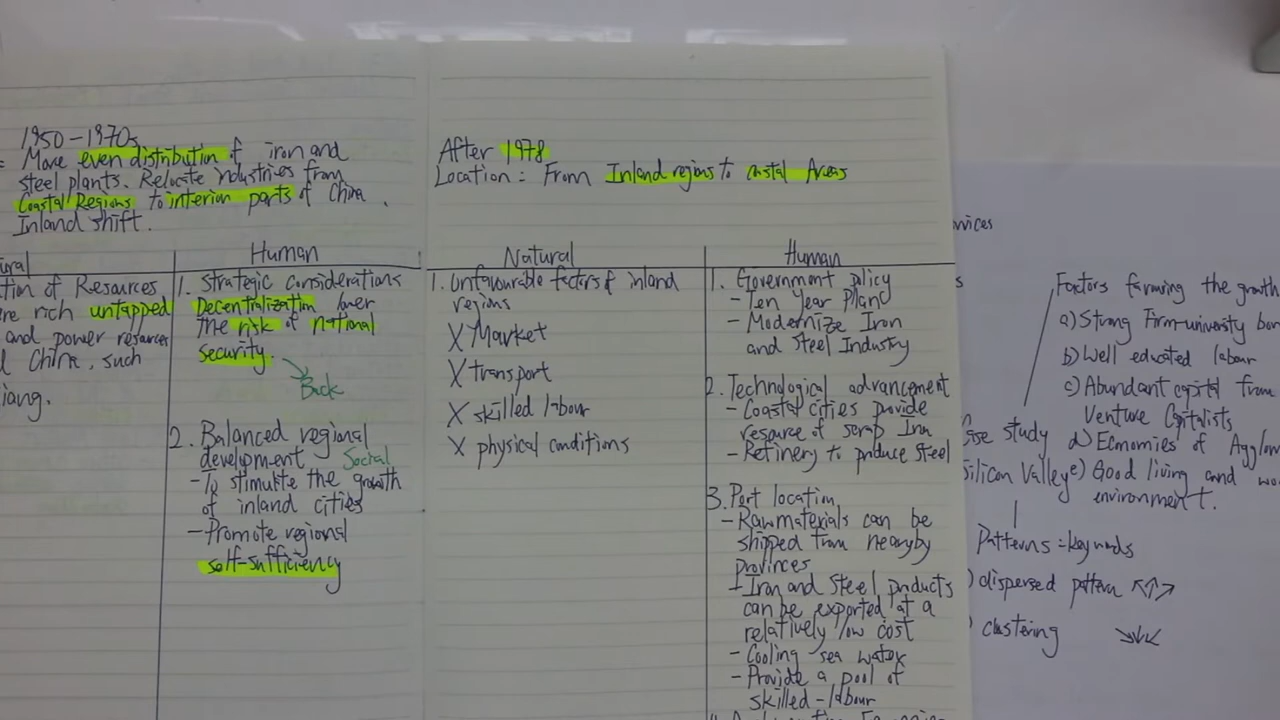 1950-1970s
= More even distribution of iron and
steel plants. Relocate industries from
Coastal Regions to interior parts of China.
Inland shift.
ural
tion of Resources
re rich untapped
and power resources
China, such
iang.
Human
1. Strategic considerations
Decentralization lower
the risk of national
security
Back
2. Balanced regional
development Social
- To stimulate the growth
of inland cities
- Promote regional
self-sufficiency
After 1978
Location: From Inland regions to coastal Areas
Natural
1. Unfavourable factors of inland
regions
X Market
X transport
X skilled labour
X physical conditions
Human
1. Government policy
- Ten Year Plan
- Modernize Iron
and Steel Industry
2. Technological advancement
- Coastal cities provide
resource of scrap Iron
- Refinery to produce steel
3. Port location
- Raw materials can be
shipped from nearyby
provinces
- Iron and Steel products
can be exported at a
relatively low cost
- Cooling sea water
- Provide a pool of
skilled-labour
rvices
s
Factors forming the growth
a) Strong Firm-university bon
b) Well educated labour
c) Abundant capital from
Venture Capitalists
Case study d) Economies of Agglom
Silicon Valley e) Good living and wo
environment.
Patterns = keywords
) dispersed pattern
) clustering